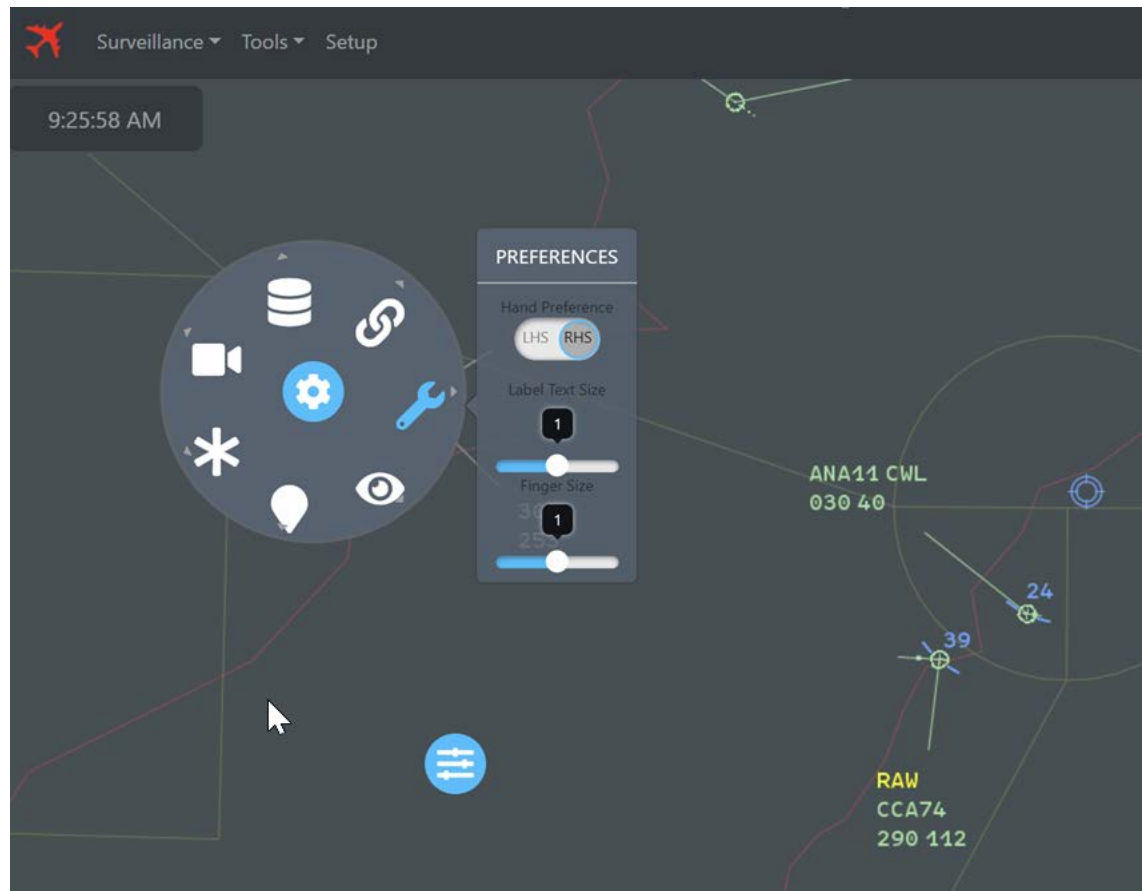 Surveillance Tools Setup
9:25:58 AM
PREFERENCES
Hand Preference
LHS RHS
Label Text Size
1
Finger Size
1
ANA11 CWL
030 40
24
39
RAW
CCA74
290 112